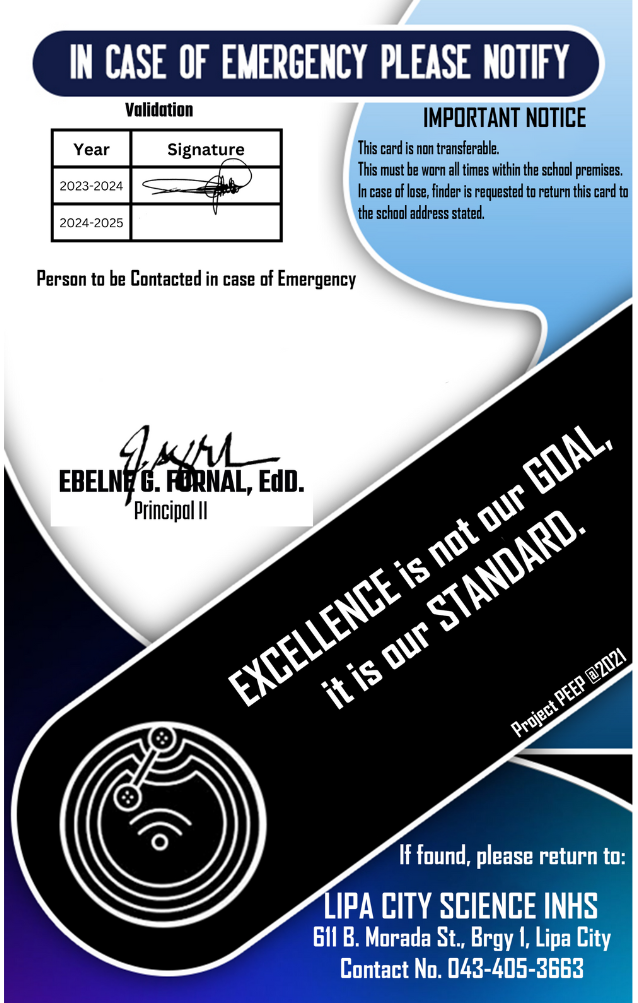 IN CASE OF EMERGENCY PLEASE NOTIFY
Validation
Year Signature
2023-2024
2024-2025
IMPORTANT NOTICE
This card is non transferable.
This must be worn all times within the school premises.
In case of lose, finder is requested to return this card to
the school address stated.
Person to be Contacted in case of Emergency
EBELNE G. FORNAL, EdD.
Principal II
EXCELLENCE is not our GOAL,
it is our STANDARD.
Project PEEP @2021
If found, please return to:
LIPA CITY SCIENCE INHS
611 B. Morada St., Brgy 1, Lipa City
Contact No. 043-405-3663